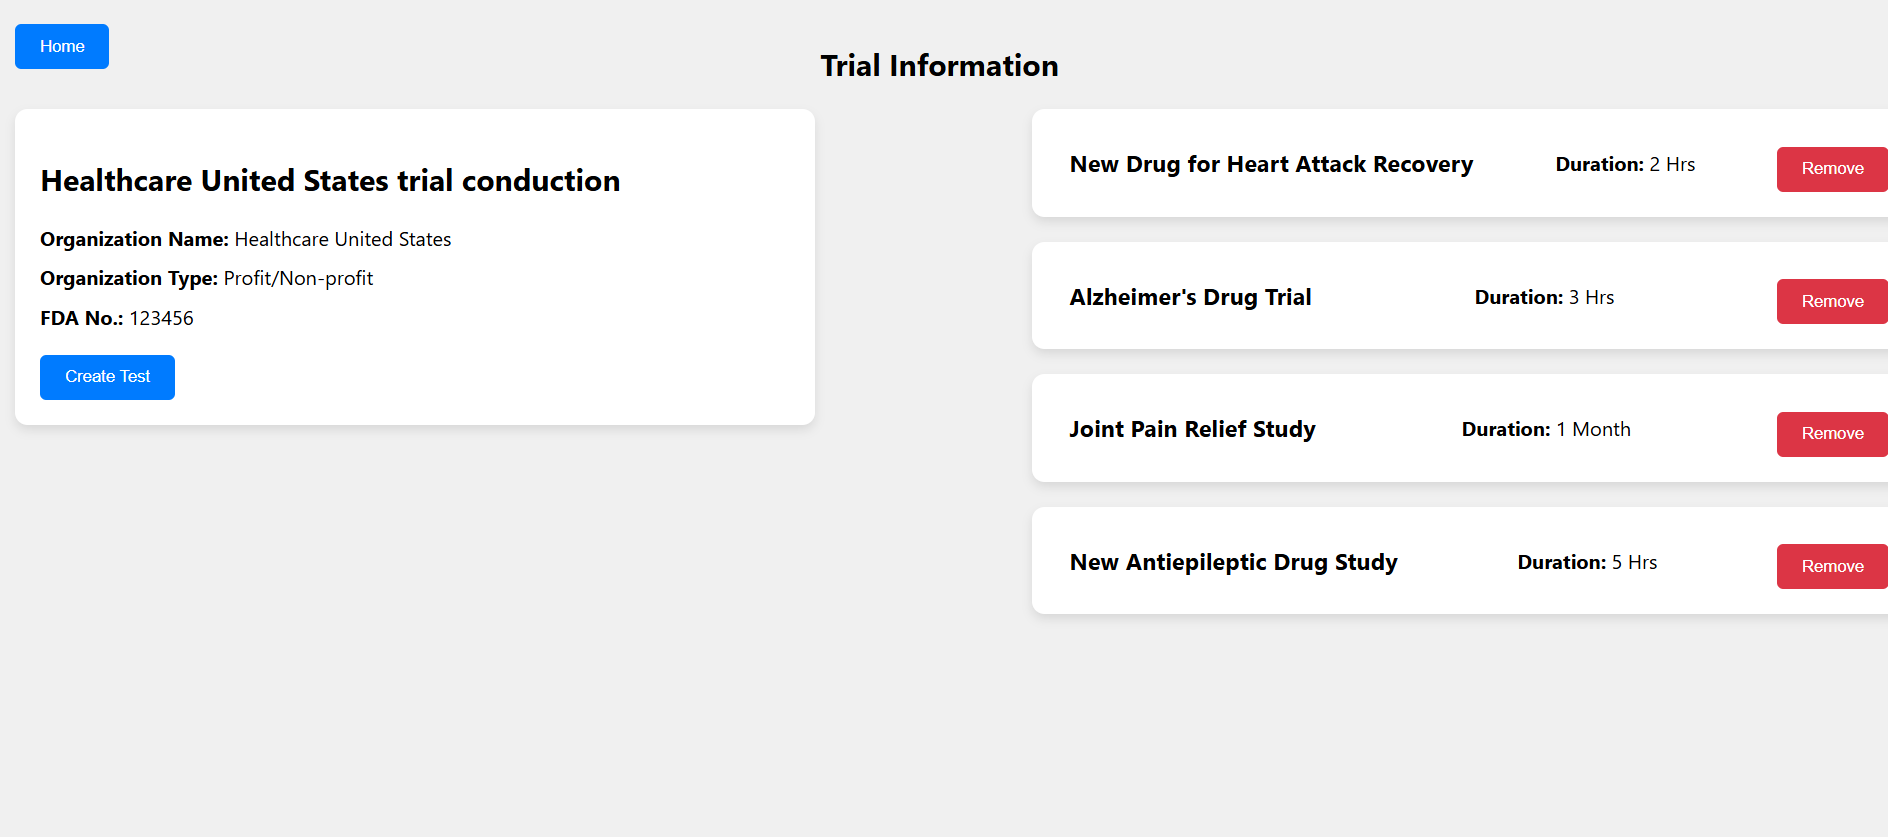 Home
Trial Information
Healthcare United States trial conduction
Organization Name: Healthcare United States
Organization Type: Profit/Non-profit
FDA No.: 123456
Create Test
New Drug for Heart Attack Recovery Duration: 2 Hrs Remove
Alzheimer's Drug Trial Duration: 3 Hrs Remove
Joint Pain Relief Study Duration: 1 Month Remove
New Antiepileptic Drug Study Duration: 5 Hrs Remove